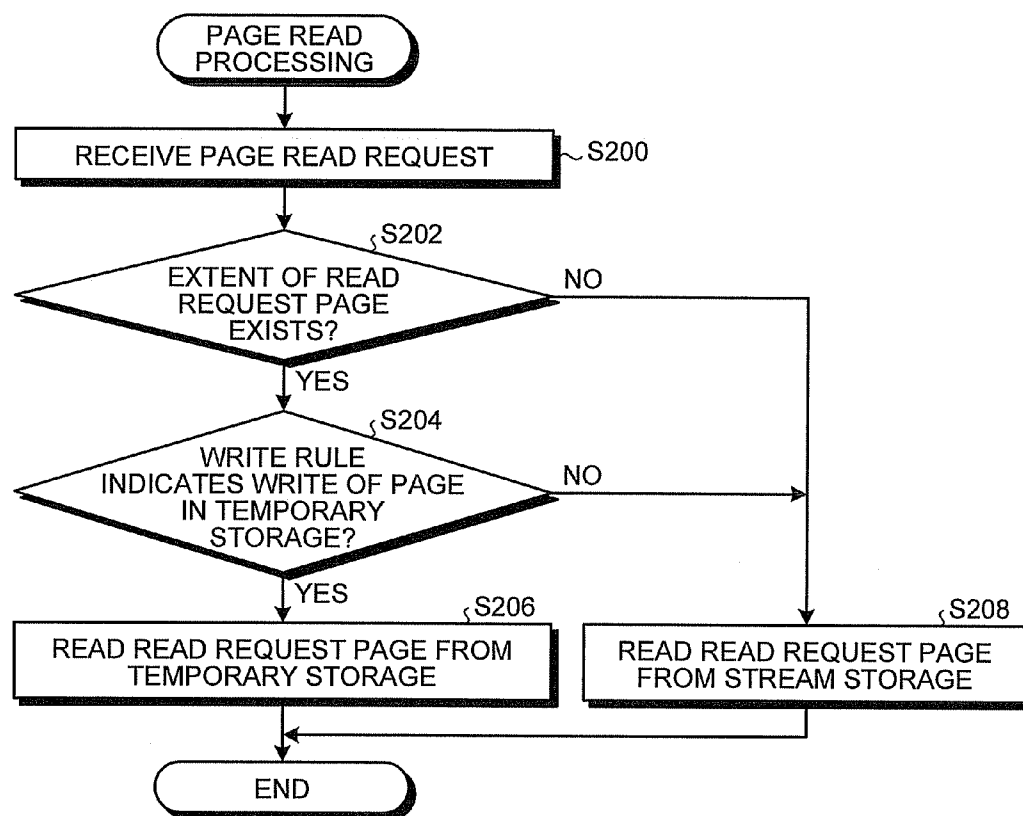 PAGE READ
PROCESSING
RECEIVE PAGE READ REQUEST
S200
S202
EXTENT OF READ
REQUEST PAGE
EXISTS?
NO
YES
S204
WRITE RULE
INDICATES WRITE OF PAGE
IN TEMPORARY
STORAGE?
NO
YES
S206
READ READ REQUEST PAGE FROM
TEMPORARY STORAGE
S208
READ READ REQUEST PAGE
FROM STREAM STORAGE
END